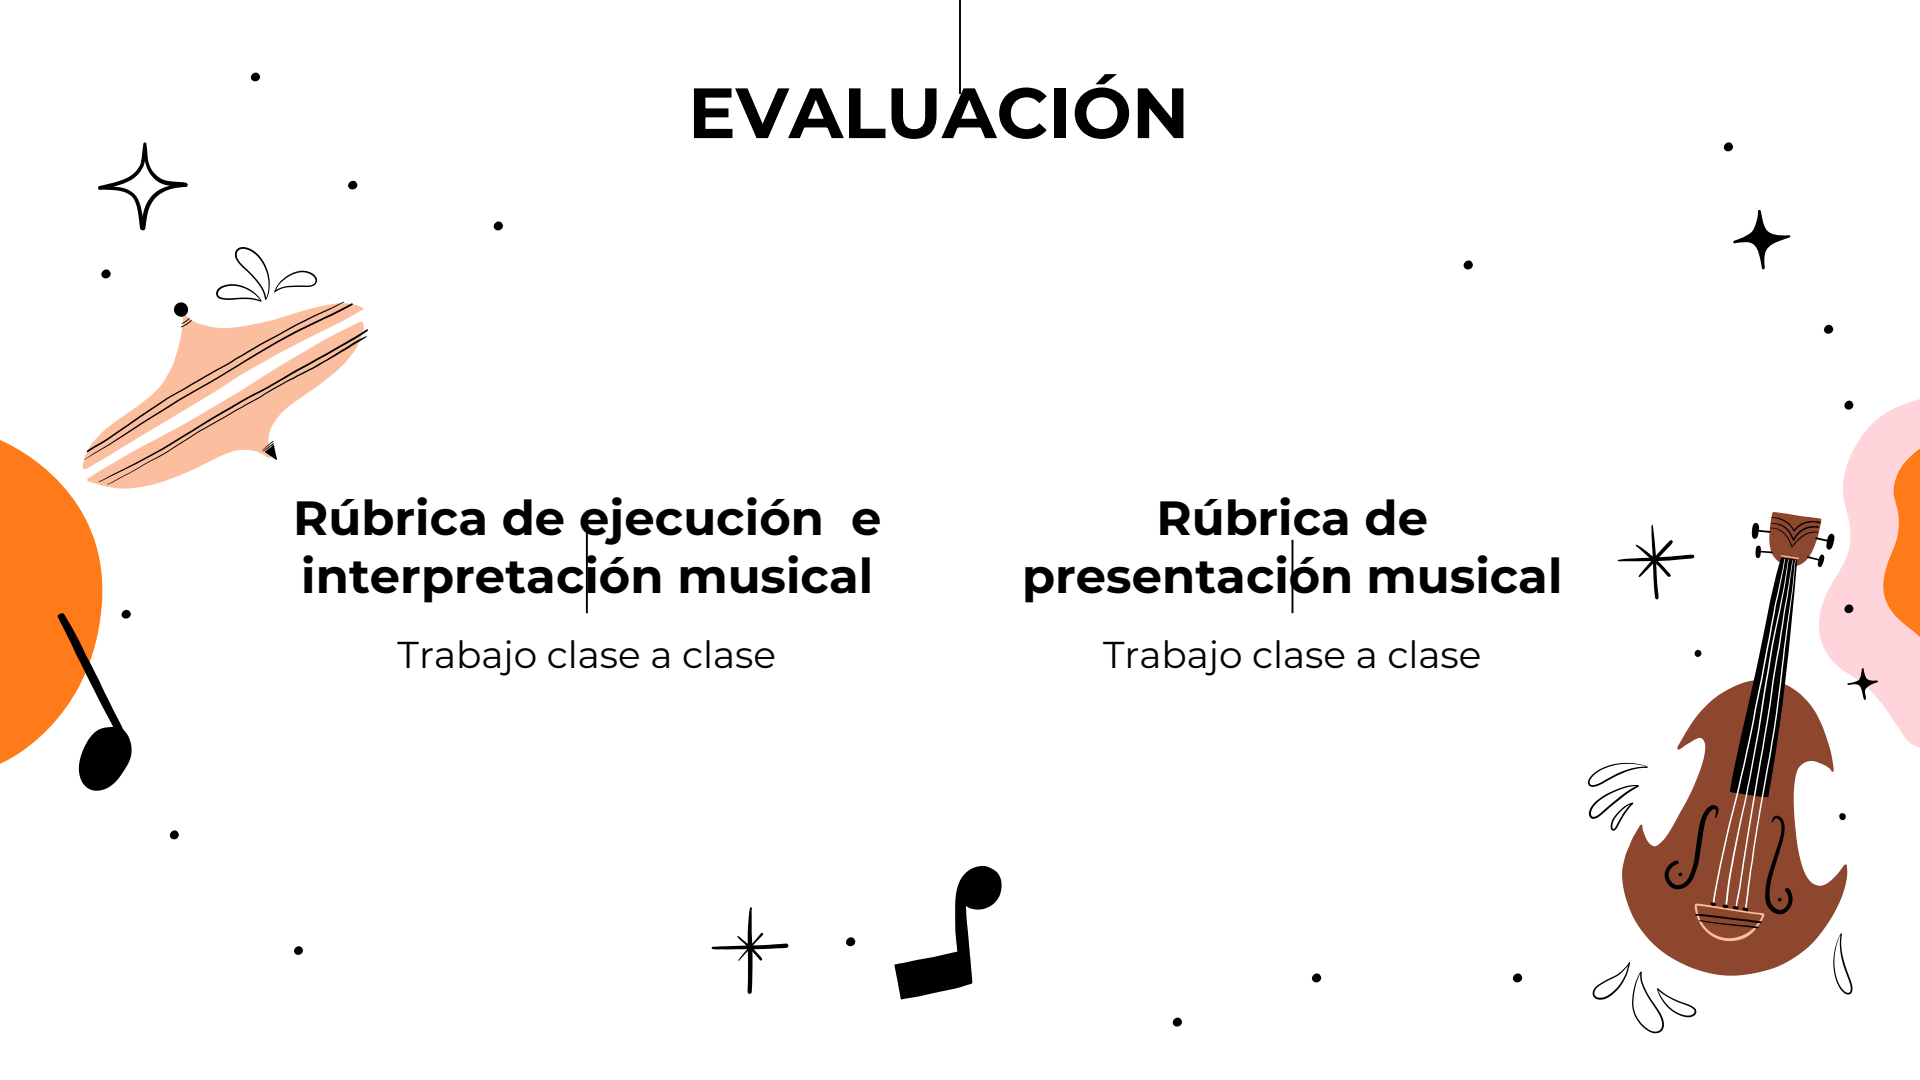 EVALUACIÓN
Rúbrica de ejecución  e
interpretación musical
Trabajo clase a clase
Rúbrica de
presentación musical
Trabajo clase a clase